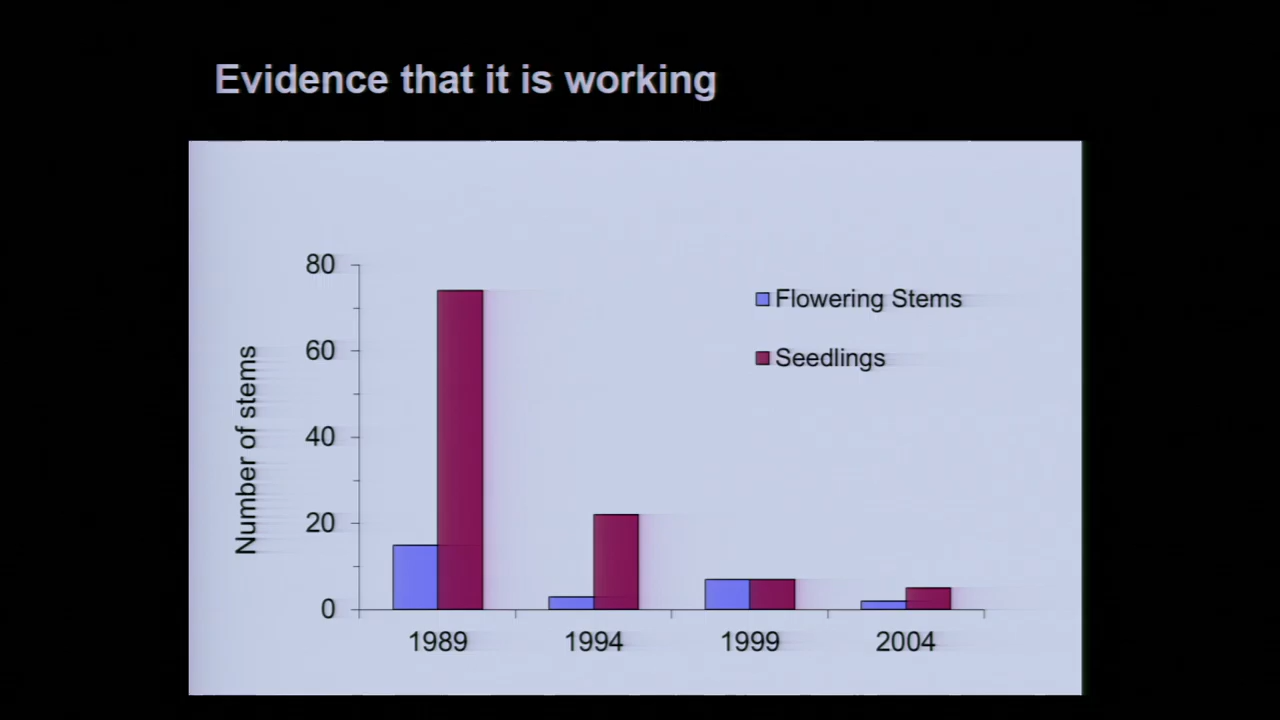 Evidence that it is working
80
60
40
20
0
Number of stems
Flowering Stems
Seedlings
1989
1994
1999
2004